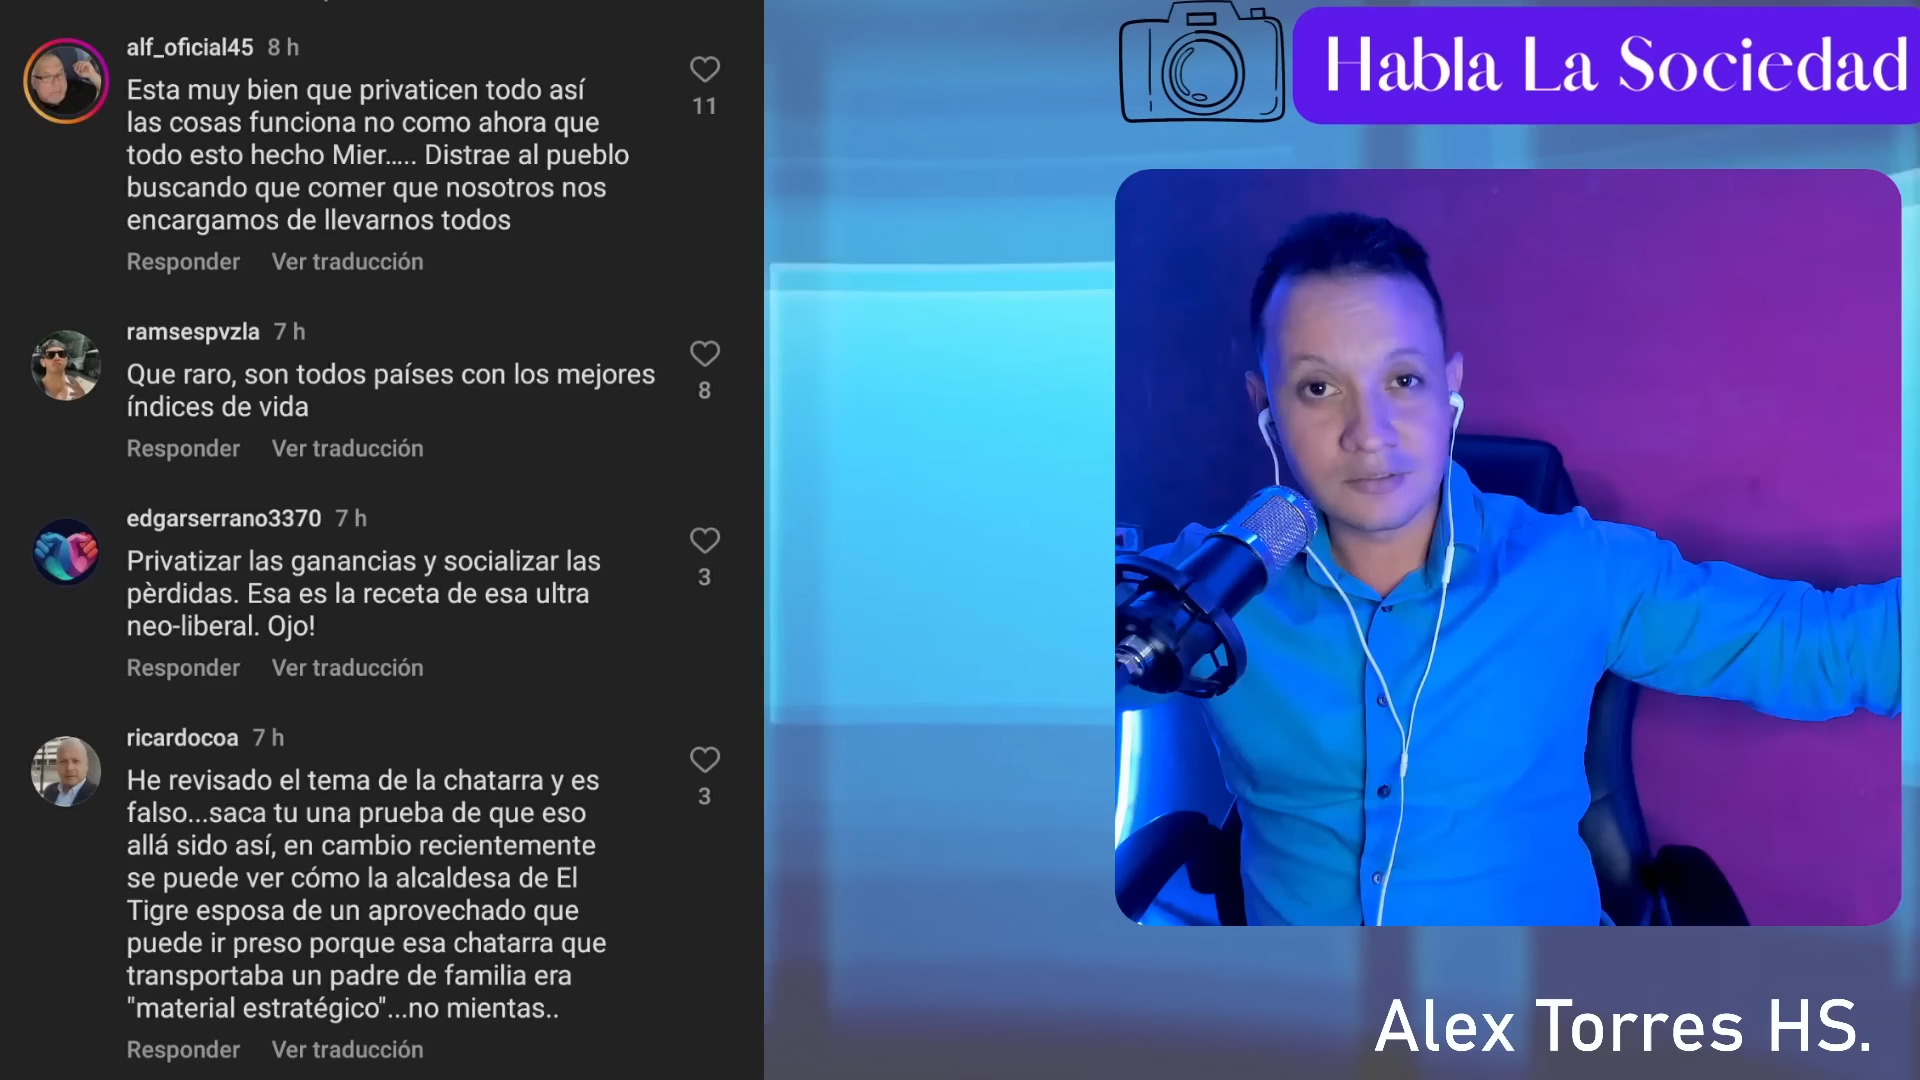 alf_oficial45 8 h
Esta muy bien que privaticen todo así
las cosas funciona no como ahora que
todo esto hecho Mier..... Distrae al pueblo
buscando que comer que nosotros nos
encargamos de llevarnos todos
11
Responder Ver traducción
ramsespvzla 7 h
Que raro, son todos países con los mejores
índices de vida
8
Responder Ver traducción
edgarserrano3370 7 h
Privatizar las ganancias y socializar las
pèrdidas. Esa es la receta de esa ultra
neo-liberal. Ojo!
3
Responder Ver traducción
ricardocoa 7 h
He revisado el tema de la chatarra y es
falso...saca tu una prueba de que eso
allá sido así, en cambio recientemente
se puede ver cómo la alcaldesa de El
Tigre esposa de un aprovechado que
puede ir preso porque esa chatarra que
transportaba un padre de familia era
"material estratégico"...no mientas..
3
Responder Ver traducción
Habla La Sociedad
Alex Torres HS.